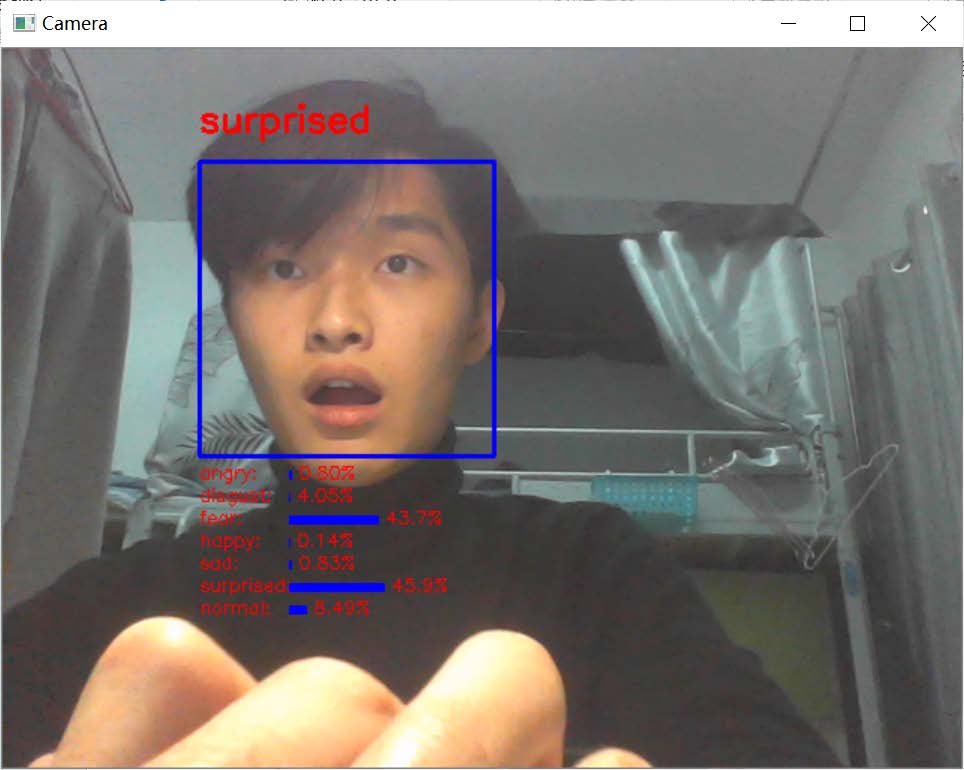 Camera
surprised
angry: 0.80%
disgust: 4.05%
fear: 43.7%
happy: 0.14%
sad: 0.83%
surprised: 45.9%
normal: 8.49%